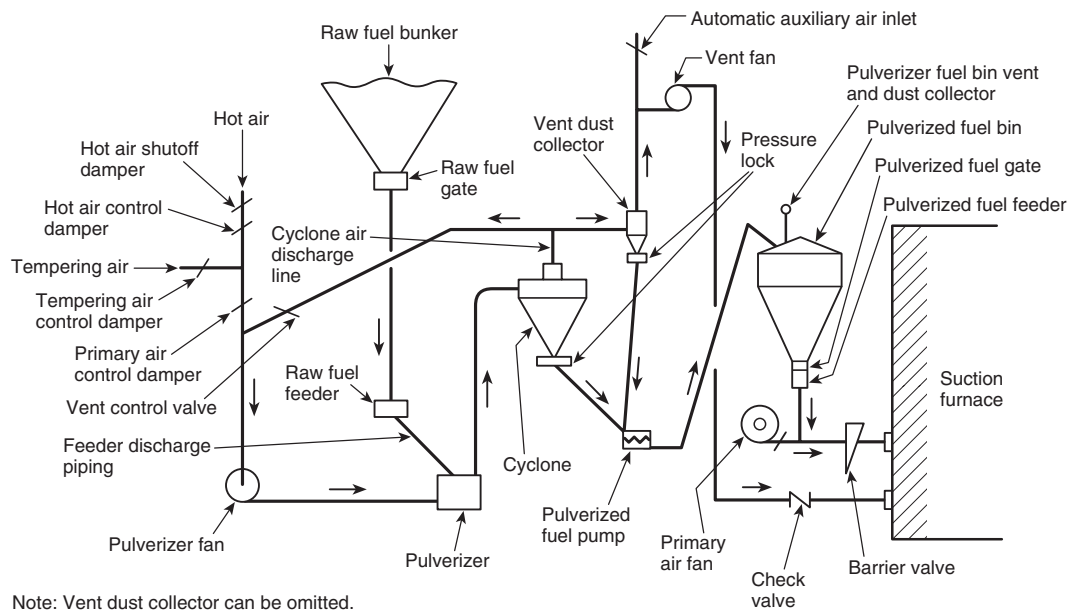 Automatic auxiliary air inlet
Raw fuel bunker
Vent fan
Pulverizer fuel bin vent
and dust collector
Hot air
Vent dust
collector
Pressure
lock
Pulverized fuel bin
Hot air shutoff
damper
Raw fuel
gate
Pulverized fuel gate
Hot air control
damper
Cyclone air
discharge
line
Pulverized fuel feeder
Tempering air
Tempering air
control damper
Primary air
control damper
Vent control valve
Raw fuel
feeder
Suction
furnace
Feeder discharge
piping
Cyclone
Pulverizer fan
Pulverizer
Pulverized
fuel pump
Primary
air fan
Check
valve
Barrier valve
Note: Vent dust collector can be omitted.